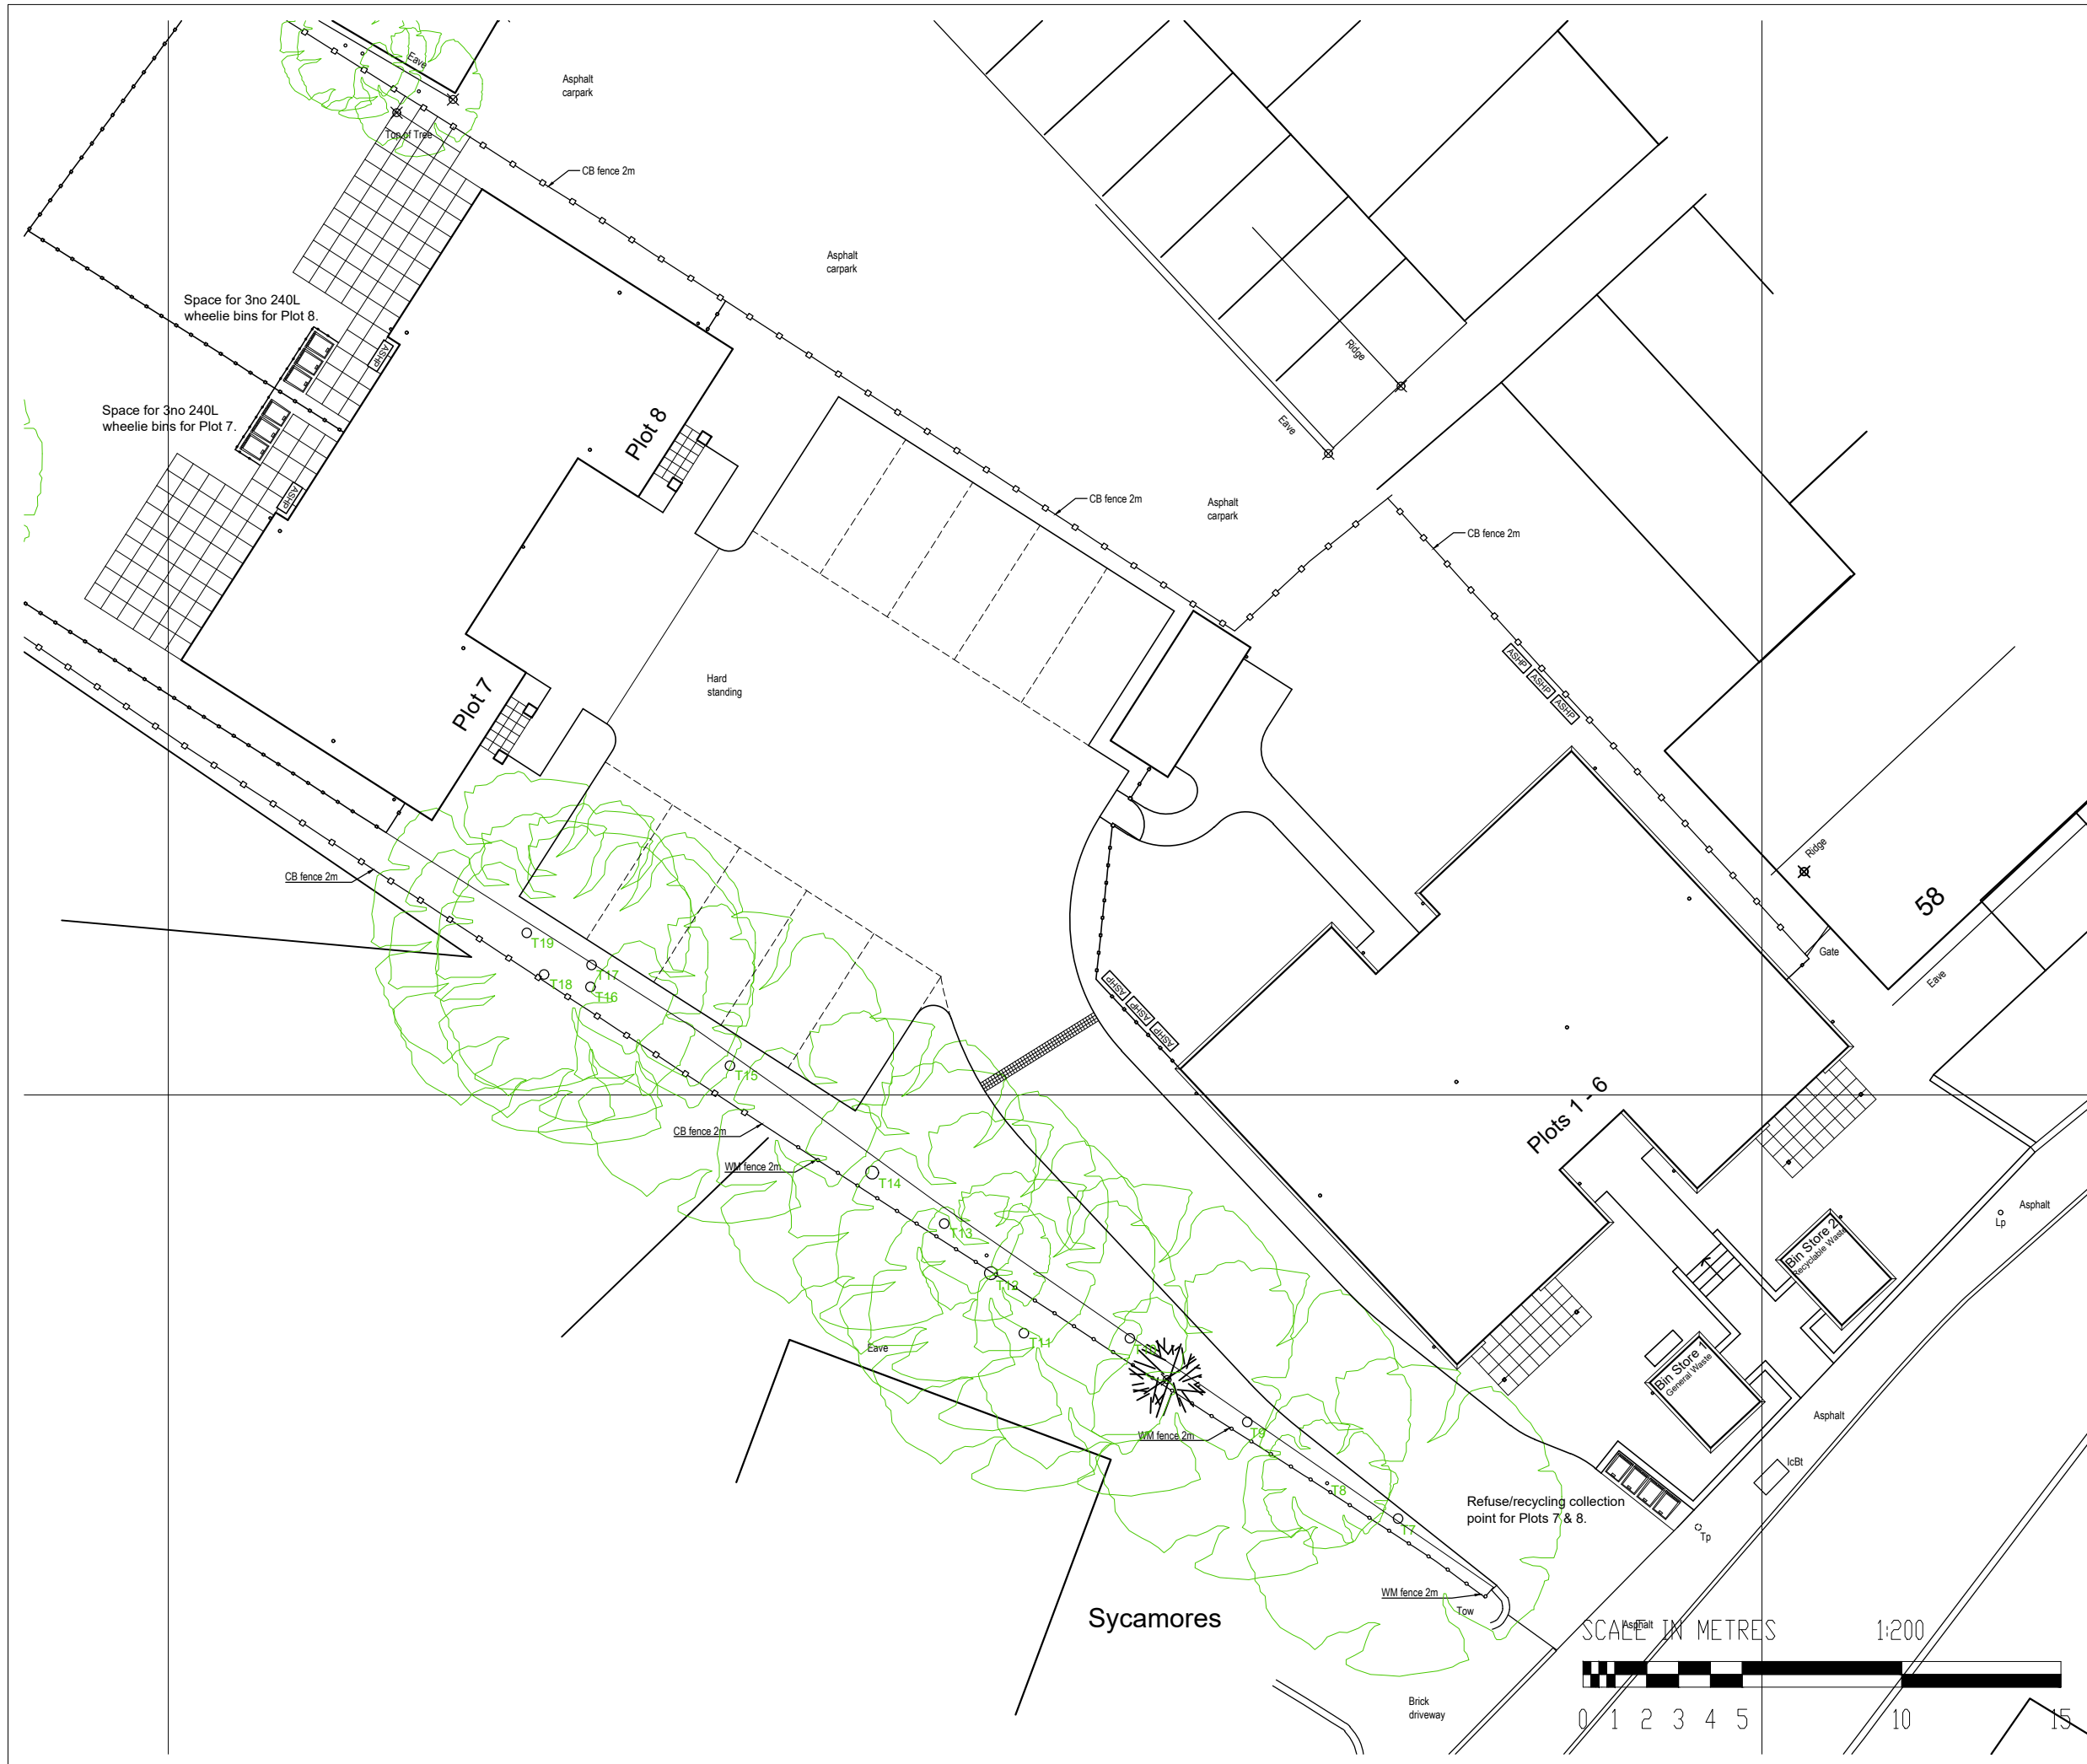 Eave
Asphalt
carpark
Top of Tree
CB fence 2m
Asphalt
carpark
Space for 3no 240L
wheelie bins for Plot 8.
ASHP
Ridge
Space for 3no 240L
wheelie bins for Plot 7.
Plot 8
Eave
ASHP
CB fence 2m
Asphalt
carpark
CB fence 2m
ASHP
ASHP
ASHP
Hard
standing
Plot 7
Ridge
CB fence 2m
58
T19
Gate
T17
T18
T16
Eave
ASHP
ASHP
ASHP
T15
Plots 1 - 6
CB fence 2m
WM fence 2m
T14
Asphalt
Lp
T13
Bin Store 2
Recyclable Waste
T12
T11
Eave
Bin Store 1
General Waste
Asphalt
T9
WM fence 2m
IcBt
T8
Refuse/recycling collection
point for Plots 7 & 8.
T7
Tp
WM fence 2m
Tow
Sycamores
Asphalt
SCALE IN METRES 1:200
Brick
driveway
0 1 2 3 4 5 10 15